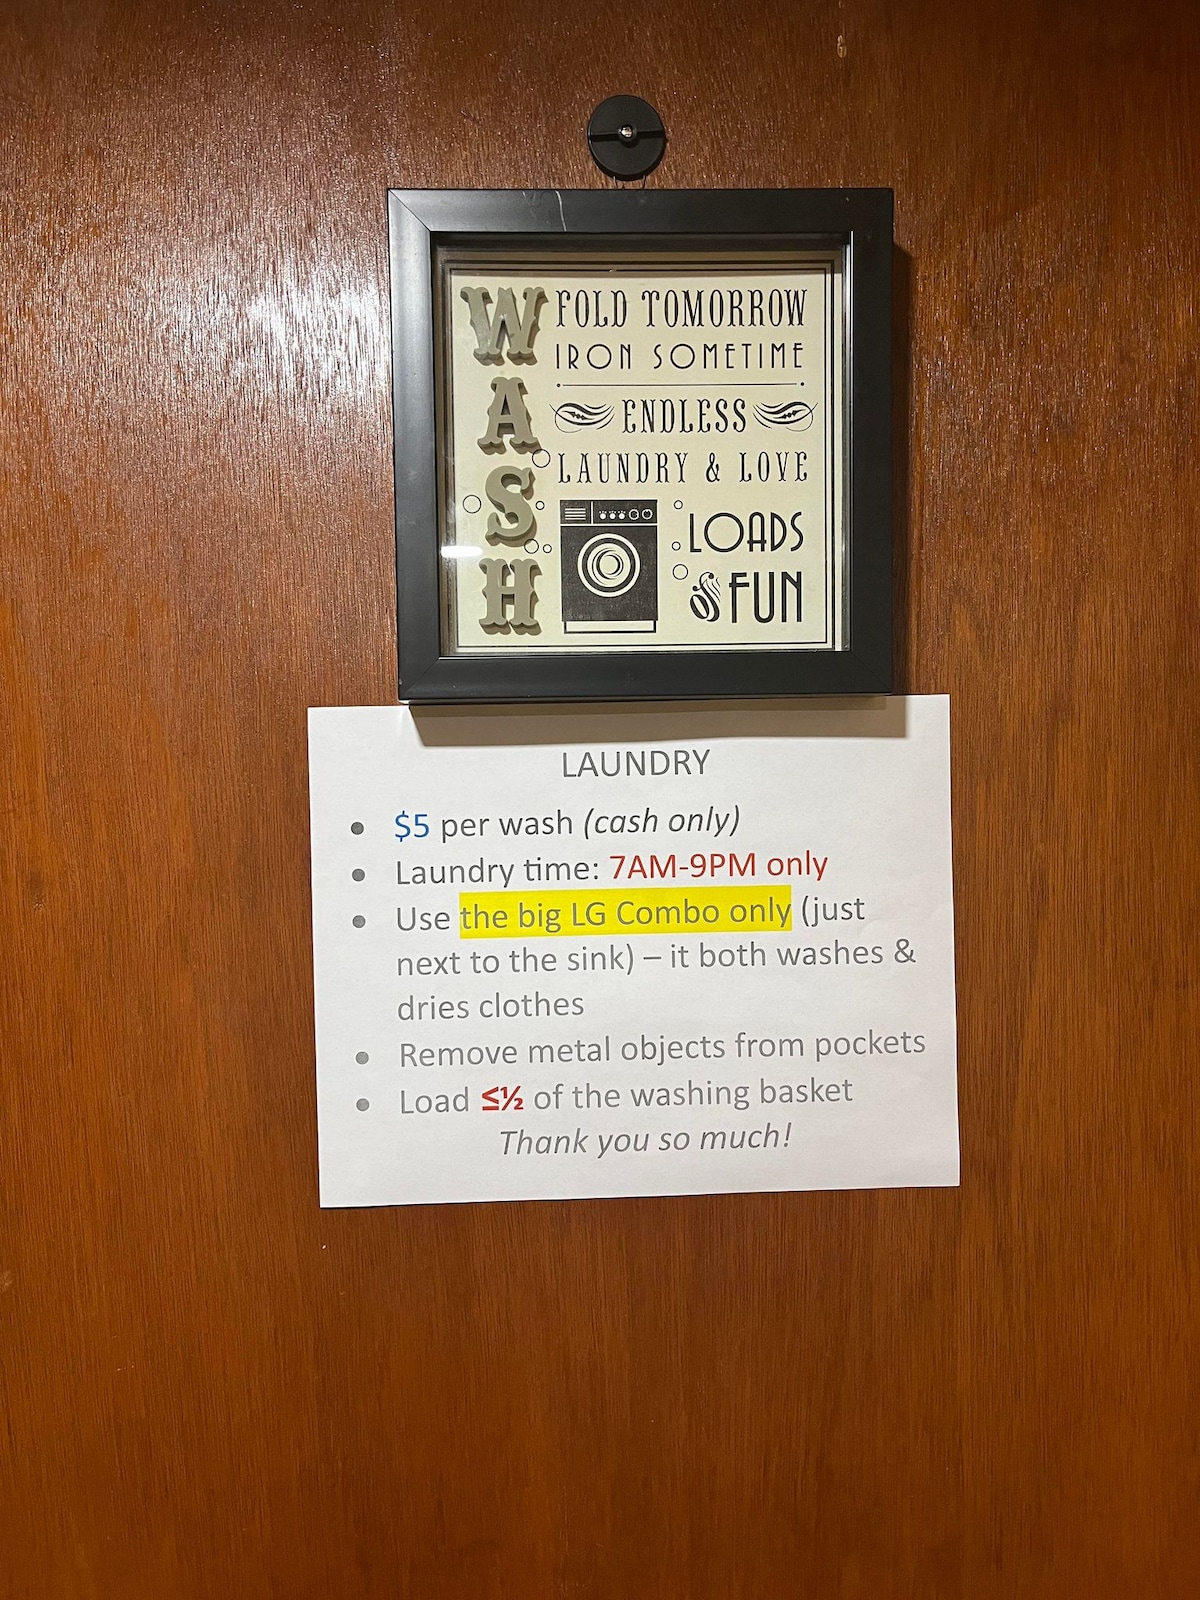 WASH
FOLD TOMORROW
IRON SOMETIME
ENDLESS
LAUNDRY & LOVE
LOADS
of FUN
LAUNDRY
• $5 per wash (cash only)
• Laundry time: 7AM-9PM only
• Use the big LG Combo only (just
next to the sink) – it both washes &
dries clothes
• Remove metal objects from pockets
• Load ≤½ of the washing basket
Thank you so much!